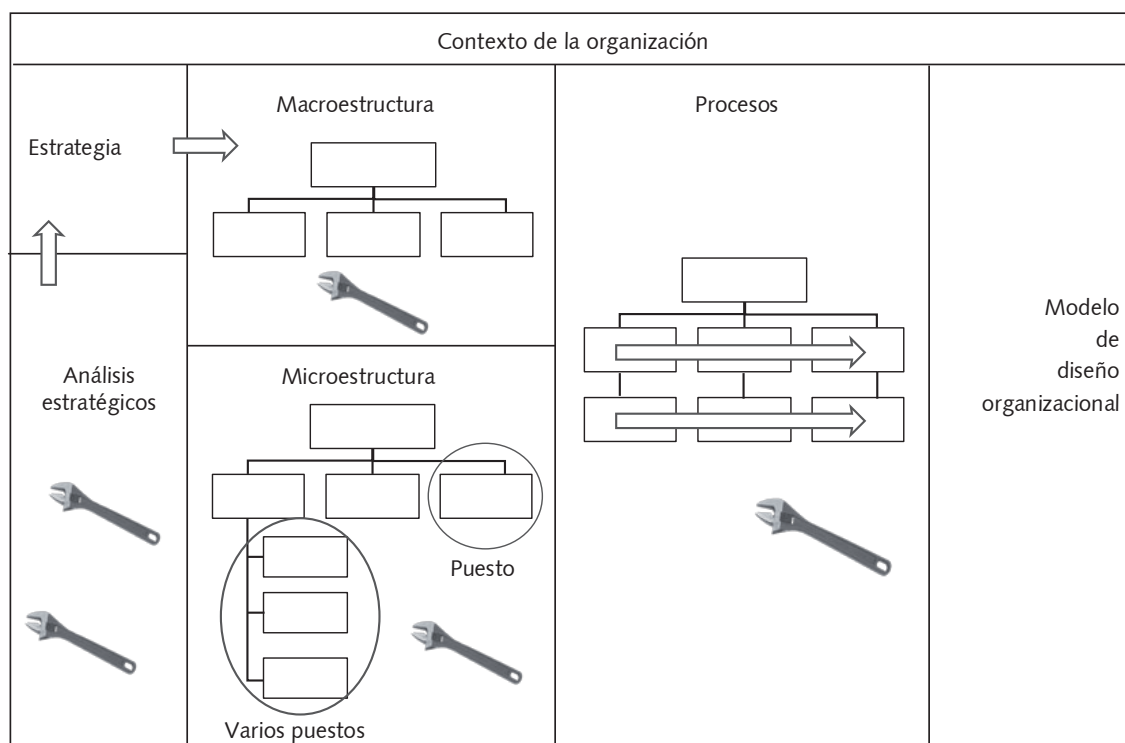 Contexto de la organización
Estrategia
Macroestructura
Procesos
Análisis
estratégicos
Microestructura
Puesto
Varios puestos
Modelo
de
diseño
organizacional